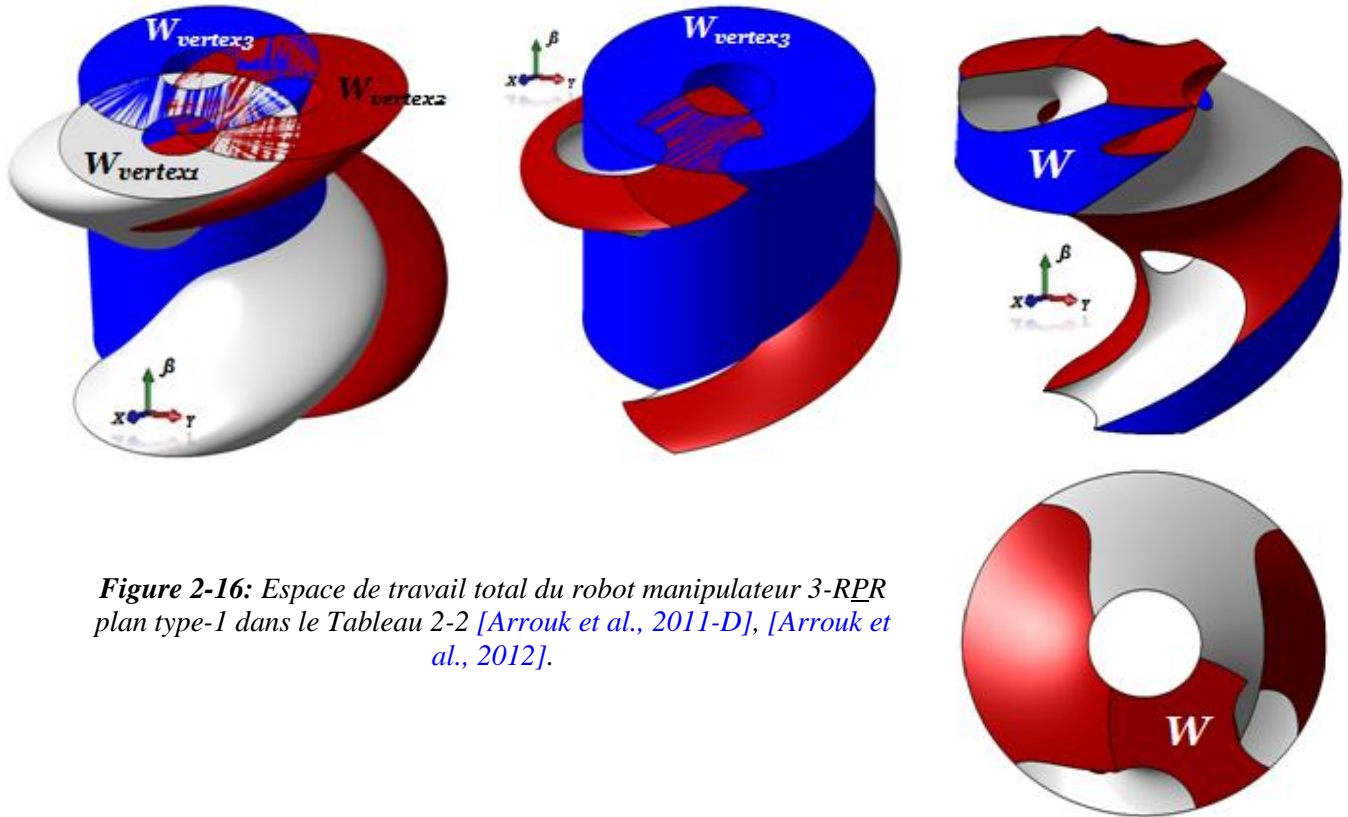 Wvertex3
Wvertex2
Wvertex1
β
X Y
Wvertex3
β
X Y
W
β
X Y
W
Figure 2-16: Espace de travail total du robot manipulateur 3-RPR
plan type-1 dans le Tableau 2-2 [Arrouk et al., 2011-D], [Arrouk et
al., 2012].